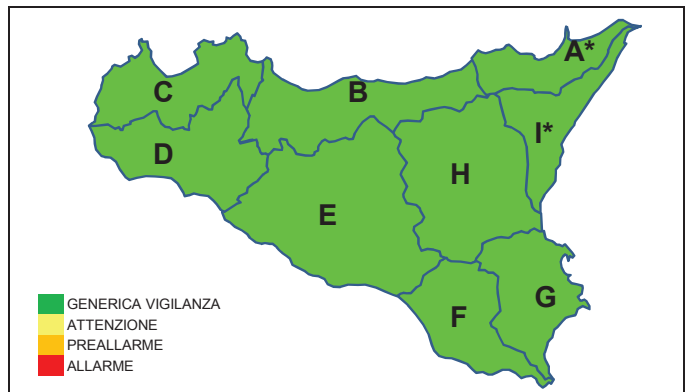 A*
C
B
I*
D
H
E
G
F
GENERICA VIGILANZA
ATTENZIONE
PREALLARME
ALLARME